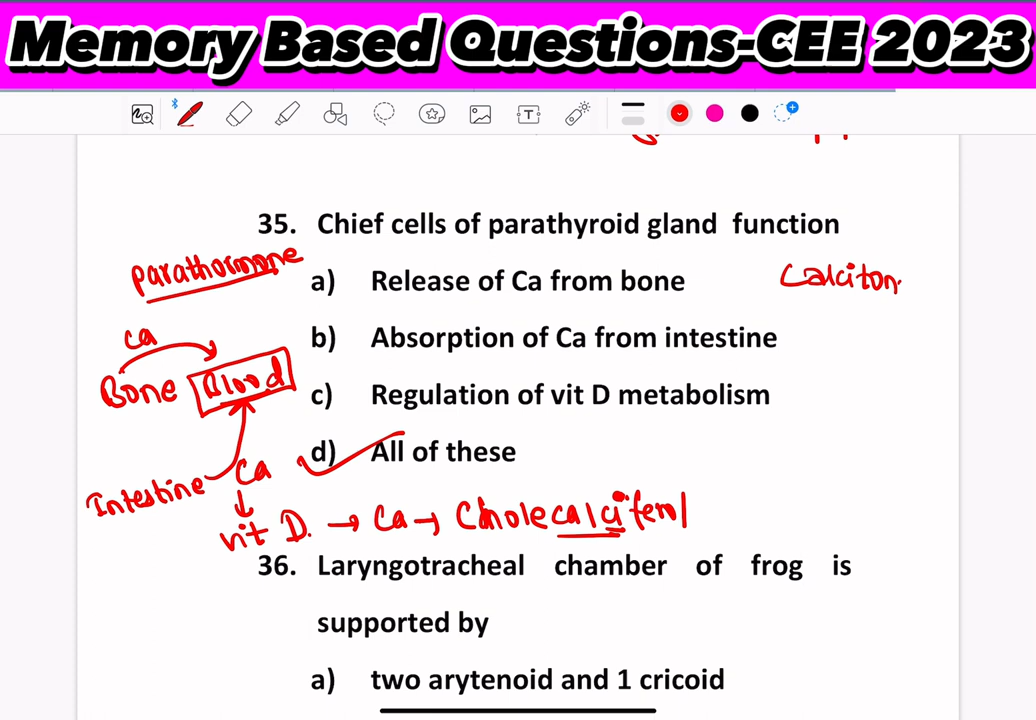 Memory Based Questions-CEE 2023
35. Chief cells of parathyroid gland function
parathormone
a) Release of Ca from bone
Calciton.
Ca
b) Absorption of Ca from intestine
Bone Blood
c) Regulation of vit D metabolism
d) All of these
Intestine Ca
vit D. → Ca → Cholecalciferol
36. Laryngotracheal chamber of frog is
supported by
a) two arytenoid and 1 cricoid